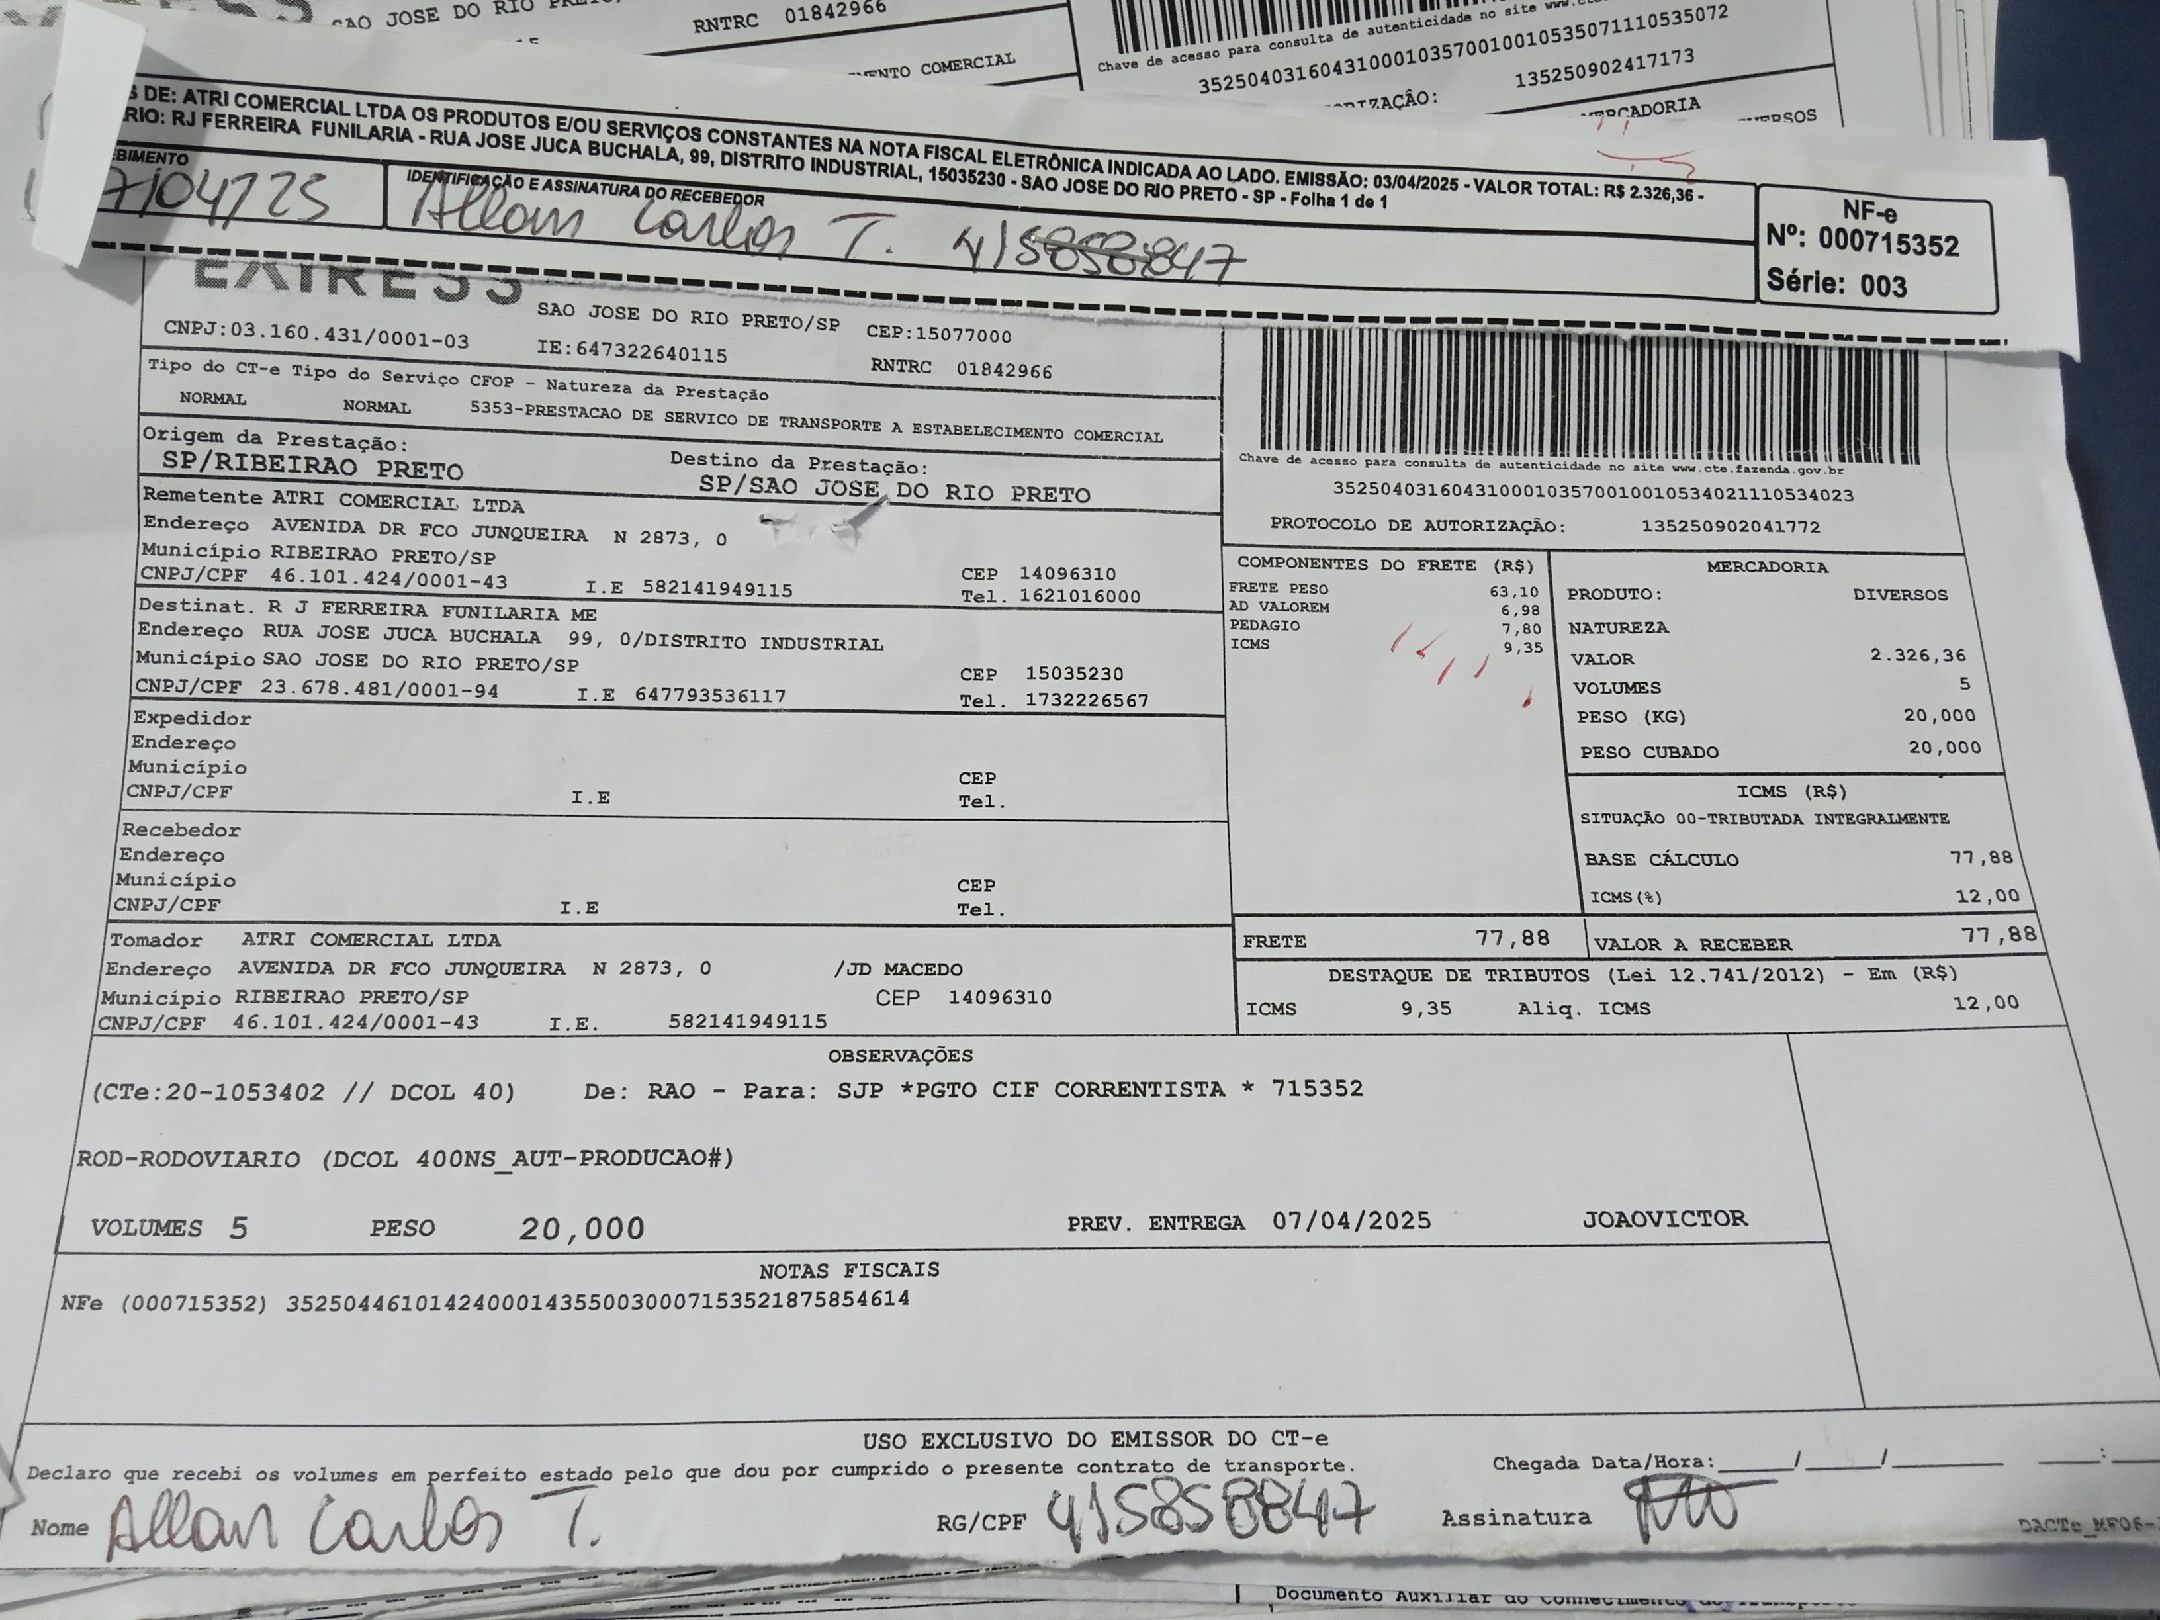 SAO JOSE DO RIO
RNTRC 01842966
COMERCIAL
Chave de acesso para consulta de autenticidade no site
35250403160431000103570010010535071110535072
135250902417173
S DE: ATRI COMERCIAL LTDA OS PRODUTOS E/OU SERVIÇOS CONSTANTES NA NOTA FISCAL ELETRÔNICA INDICADA AO LADO. EMISSÃO: 03/04/2025 - VALOR TOTAL: R$ 2.326,36 -
RIO: RJ FERREIRA FUNILARIA - RUA JOSE JUCA BUCHALA, 99, DISTRITO INDUSTRIAL, 15035230 - SAO JOSE DO RIO PRETO - SP - Folha 1 de 1
EBIMENTO
IDENTIFICAÇÃO E ASSINATURA DO RECEBEDOR
7/04/25 Allan Carlos T.
NF-e
Nº: 000715352
Série: 003
EXPRESS
SAO JOSE DO RIO PRETO/SP CEP:15077000
CNPJ:03.160.431/0001-03 IE:647322640115 RNTRC 01842966
Tipo do CT-e Tipo do Serviço CFOP - Natureza da Prestação
NORMAL NORMAL 5353-PRESTACAO DE SERVICO DE TRANSPORTE A ESTABELECIMENTO COMERCIAL
Origem da Prestação: Destino da Prestação:
SP/RIBEIRAO PRETO SP/SAO JOSE DO RIO PRETO
Chave de acesso para consulta de autenticidade no site www.cte.fazenda.gov.br
35250403160431000103570010010534021110534023
PROTOCOLO DE AUTORIZAÇÃO: 135250902041772
Remetente ATRI COMERCIAL LTDA
Endereço AVENIDA DR FCO JUNQUEIRA N 2873, 0
Município RIBEIRAO PRETO/SP CEP 14096310
CNPJ/CPF 46.101.424/0001-43 I.E 582141949115 Tel. 1621016000
Destinat. R J FERREIRA FUNILARIA ME
Endereço RUA JOSE JUCA BUCHALA 99, 0/DISTRITO INDUSTRIAL
Município SAO JOSE DO RIO PRETO/SP CEP 15035230
CNPJ/CPF 23.678.481/0001-94 I.E 647793536117 Tel. 1732226567
Expedidor
Endereço
Município CEP
CNPJ/CPF I.E Tel.
Recebedor
Endereço
Município CEP
CNPJ/CPF I.E Tel.
Tomador ATRI COMERCIAL LTDA
Endereço AVENIDA DR FCO JUNQUEIRA N 2873, 0 /JD MACEDO
Município RIBEIRAO PRETO/SP CEP 14096310
CNPJ/CPF 46.101.424/0001-43 I.E. 582141949115
COMPONENTES DO FRETE (R$)
FRETE PESO 63,10
AD VALOREM 6,98
PEDAGIO 7,80
ICMS 9,35
MERCADORIA
PRODUTO: DIVERSOS
NATUREZA
VALOR 2.326,36
VOLUMES 5
PESO (KG) 20,000
PESO CUBADO 20,000
ICMS (R$)
SITUAÇÃO 00-TRIBUTADA INTEGRALMENTE
BASE CÁLCULO 77,88
ICMS(%) 12,00
FRETE 77,88 VALOR A RECEBER 77,88
DESTAQUE DE TRIBUTOS (Lei 12.741/2012) - Em (R$)
ICMS 9,35 Aliq. ICMS 12,00
OBSERVAÇÕES
(CTe:20-1053402 // DCOL 40) De: RAO - Para: SJP *PGTO CIF CORRENTISTA * 715352
ROD-RODOVIARIO (DCOL 400NS_AUT-PRODUCAO#)
VOLUMES 5 PESO 20,000 PREV. ENTREGA 07/04/2025 JOAOVICTOR
NOTAS FISCAIS
NFe (000715352) 35250446101424000143550030007153521875854614
USO EXCLUSIVO DO EMISSOR DO CT-e
Declaro que recebi os volumes em perfeito estado pelo que dou por cumprido o presente contrato de transporte. Chegada Data/Hora:____/____/______ ___:___
Nome Allan Carlos T. RG/CPF 4158588847 Assinatura
Documento Auxiliar do Conhecimento